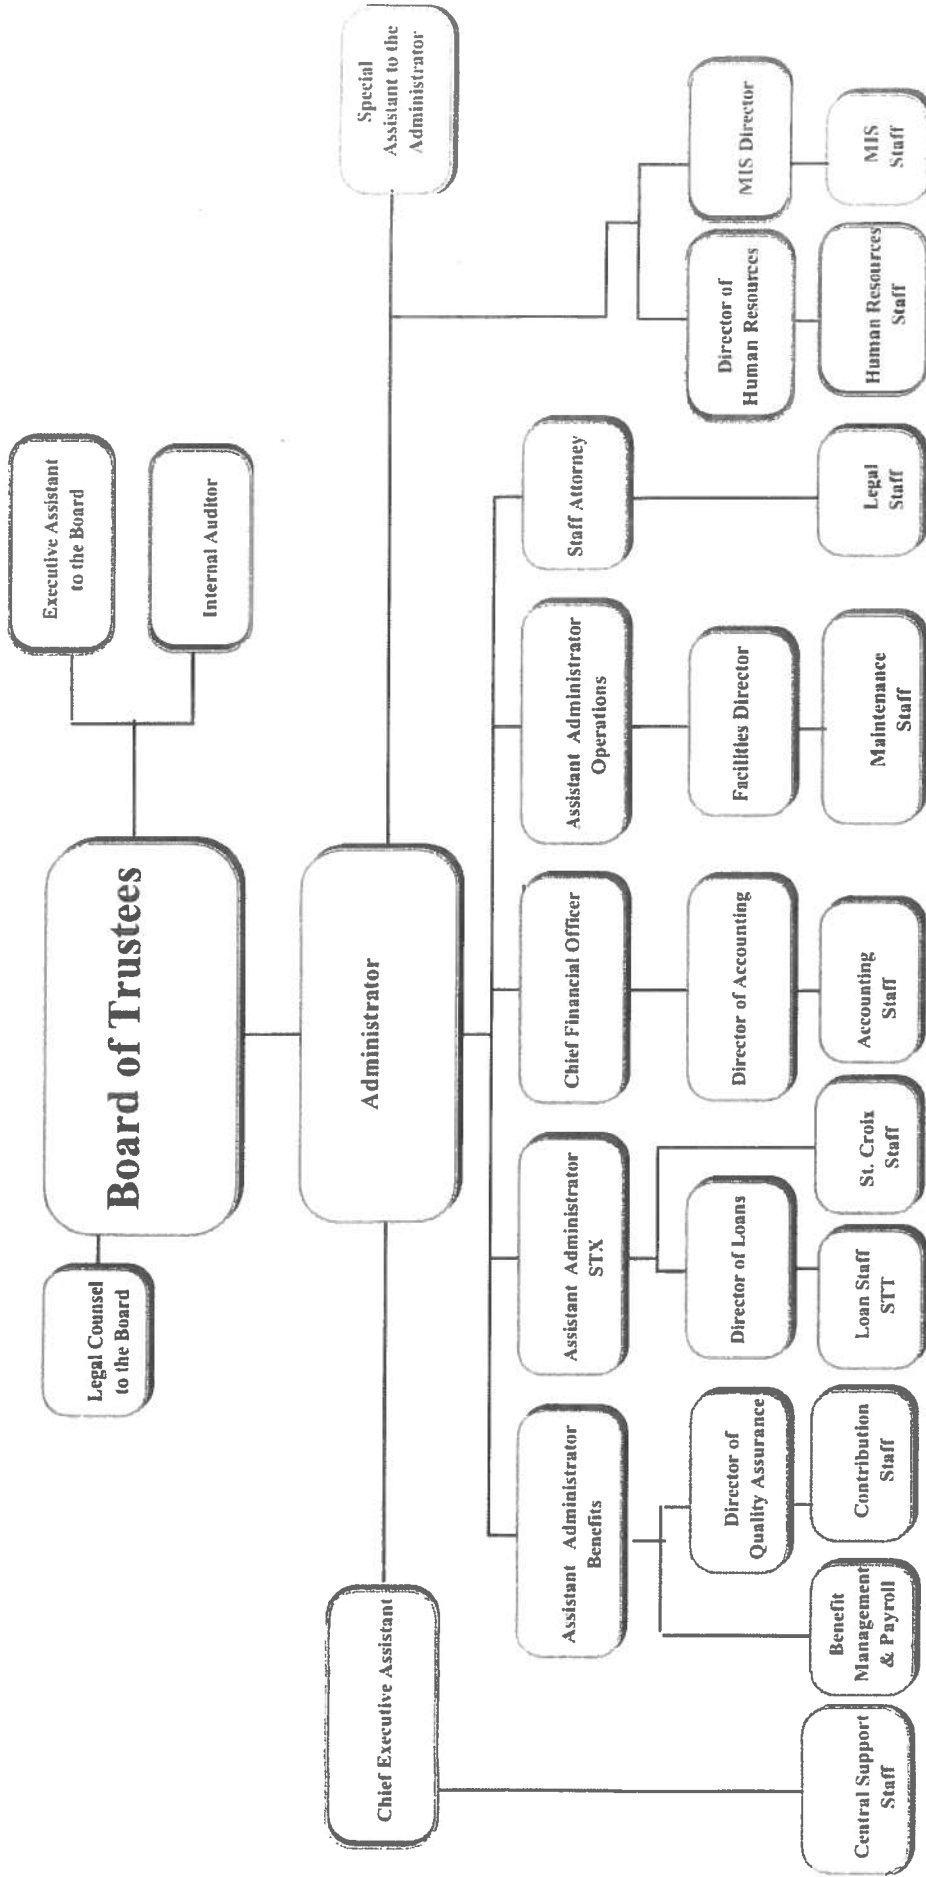 Executive Assistant
to the Board
Legal Counsel
to the Board
Board of Trustees
Internal Auditor
Chief Executive Assistant
Administrator
Special
Assistant to the
Administrator
Assistant Administrator
Benefits
Assistant Administrator
STX
Chief Financial Officer
Assistant Administrator
Operations
Staff Attorney
Director of
Quality Assurance
Director of Loans
Director of Accounting
Facilities Director
Director of
Human Resources
MIS Director
Central Support
Staff
Benefit
Management
& Payroll
Contribution
Staff
Loan Staff
STT
St. Croix
Staff
Accounting
Staff
Maintenance
Staff
Legal
Staff
Human Resources
Staff
MIS
Staff